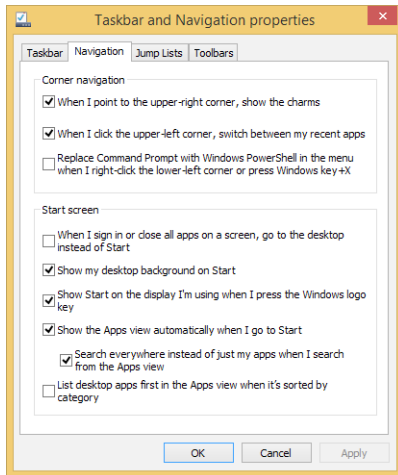 Taskbar and Navigation properties
Taskbar Navigation Jump Lists Toolbars
Corner navigation
When I point to the upper-right corner, show the charms
When I click the upper-left corner, switch between my recent apps
Replace Command Prompt with Windows PowerShell in the menu
when I right-click the lower-left corner or press Windows key+X
Start screen
When I sign in or close all apps on a screen, go to the desktop
instead of Start
Show my desktop background on Start
Show Start on the display I'm using when I press the Windows logo
key
Show the Apps view automatically when I go to Start
Search everywhere instead of just my apps when I search
from the Apps view
List desktop apps first in the Apps view when it's sorted by
category
OK Cancel Apply